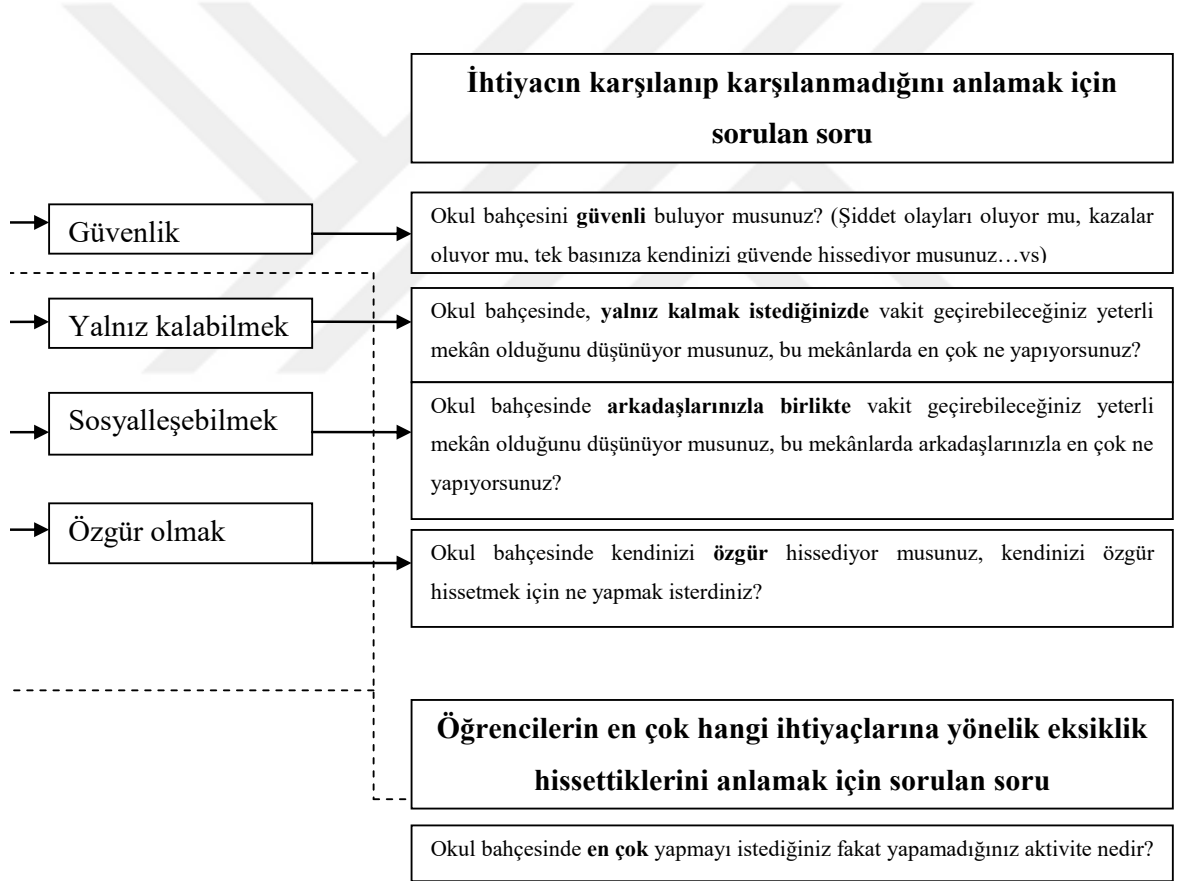 İhtiyacın karşılanıp karşılanmadığını anlamak için
sorulan soru
Güvenlik
Okul bahçesini güvenli buluyor musunuz? (Şiddet olayları oluyor mu, kazalar
oluyor mu, tek başınıza kendinizi güvende hissediyor musunuz…vs)
Yalnız kalabilmek
Okul bahçesinde, yalnız kalmak istediğinizde vakit geçirebileceğiniz yeterli
mekân olduğunu düşünüyor musunuz, bu mekânlarda en çok ne yapıyorsunuz?
Sosyalleşebilmek
Okul bahçesinde arkadaşlarınızla birlikte vakit geçirebileceğiniz yeterli
mekân olduğunu düşünüyor musunuz, bu mekânlarda arkadaşlarınızla en çok ne
yapıyorsunuz?
Özgür olmak
Okul bahçesinde kendinizi özgür hissediyor musunuz, kendinizi özgür
hissetmek için ne yapmak isterdiniz?
Öğrencilerin en çok hangi ihtiyaçlarına yönelik eksiklik
hissettiklerini anlamak için sorulan soru
Okul bahçesinde en çok yapmayı istediğiniz fakat yapamadığınız aktivite nedir?